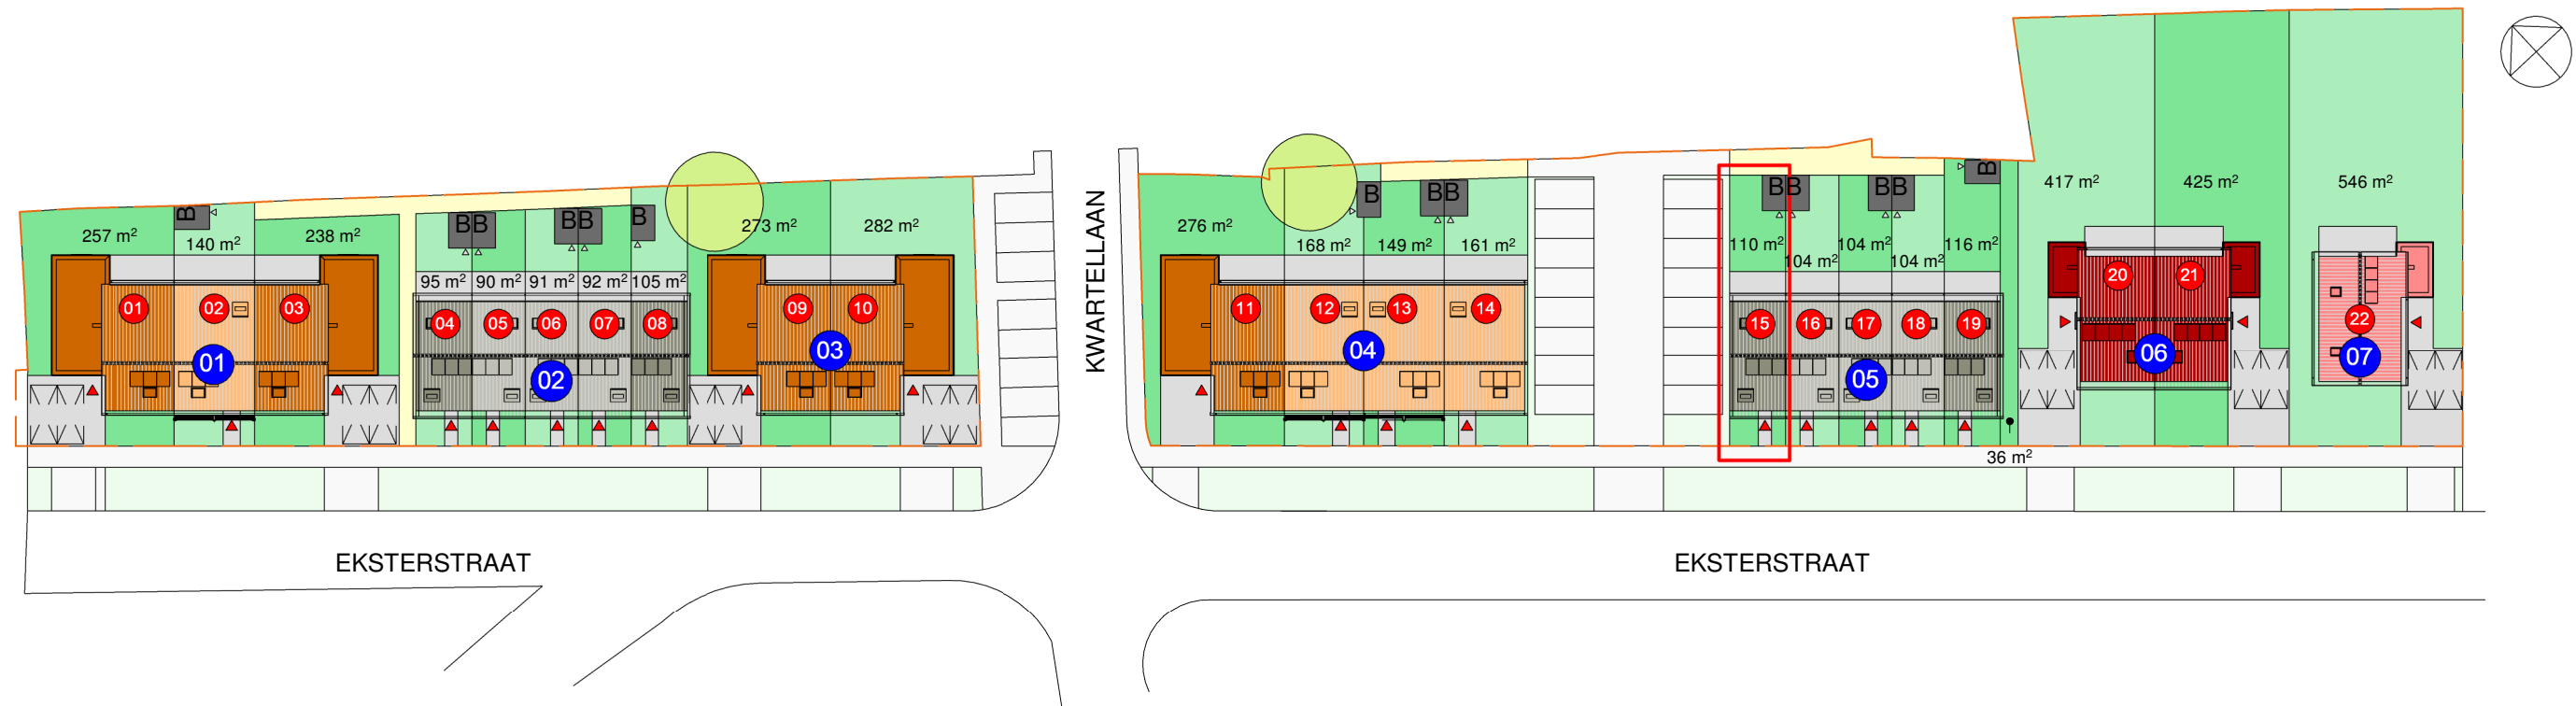 417 m²
425 m²
546 m²
B
257 m²
140 m²
238 m²
BB
BB
B
273 m²
282 m²
KWARTELLAAN
276 m²
B
BB
168 m²
149 m²
161 m²
BB
BB
B
110 m²
104 m²
104 m²
104 m²
116 m²
95 m²
90 m²
91 m²
92 m²
105 m²
01
02
03
04
05
06
07
08
09
10
11
12
13
14
15
16
17
18
19
20
21
22
01
02
03
04
05
06
07
36 m²
EKSTERSTRAAT
EKSTERSTRAAT